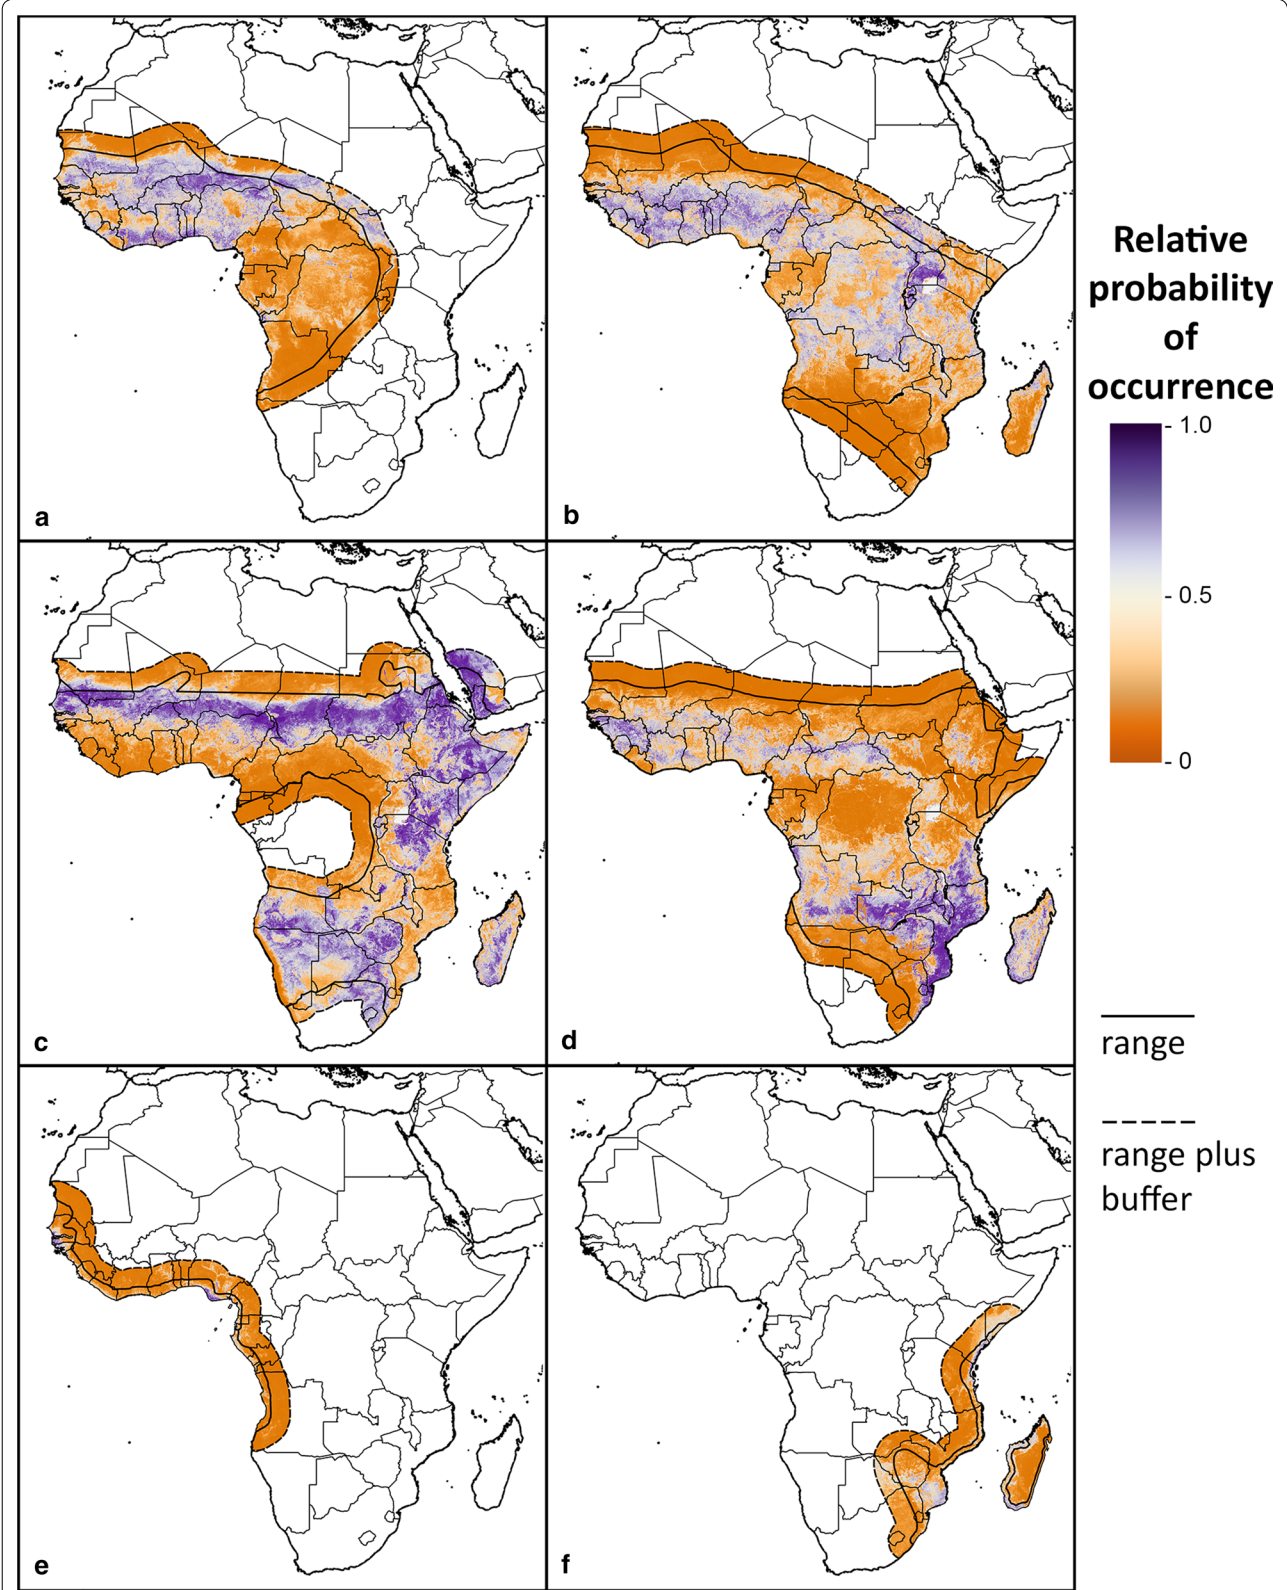 a
b
c
d
e
f
Relative
probability
of
occurrence
- 1.0
- 0.5
- 0
range
range plus
buffer